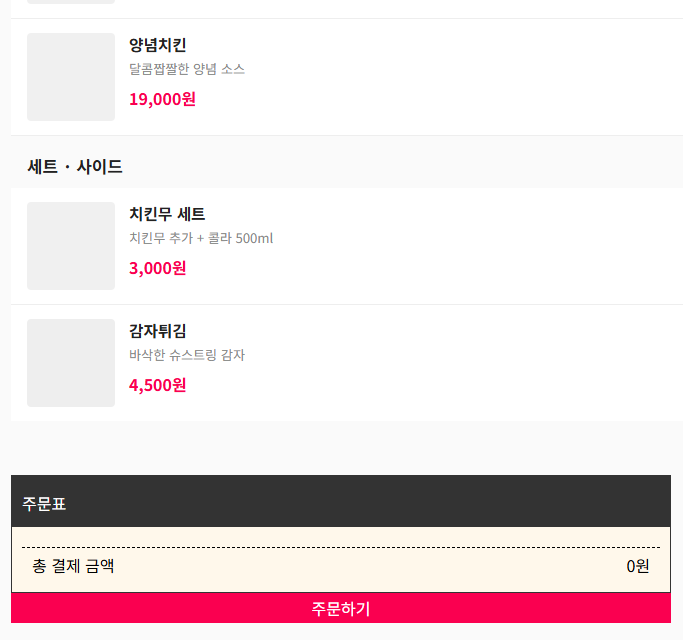 양념치킨
달콤짭짤한 양념 소스
19,000원
세트 · 사이드
치킨무 세트
치킨무 추가 + 콜라 500ml
3,000원
감자튀김
바삭한 슈스트링 감자
4,500원
주문표
총 결제 금액 0원
주문하기